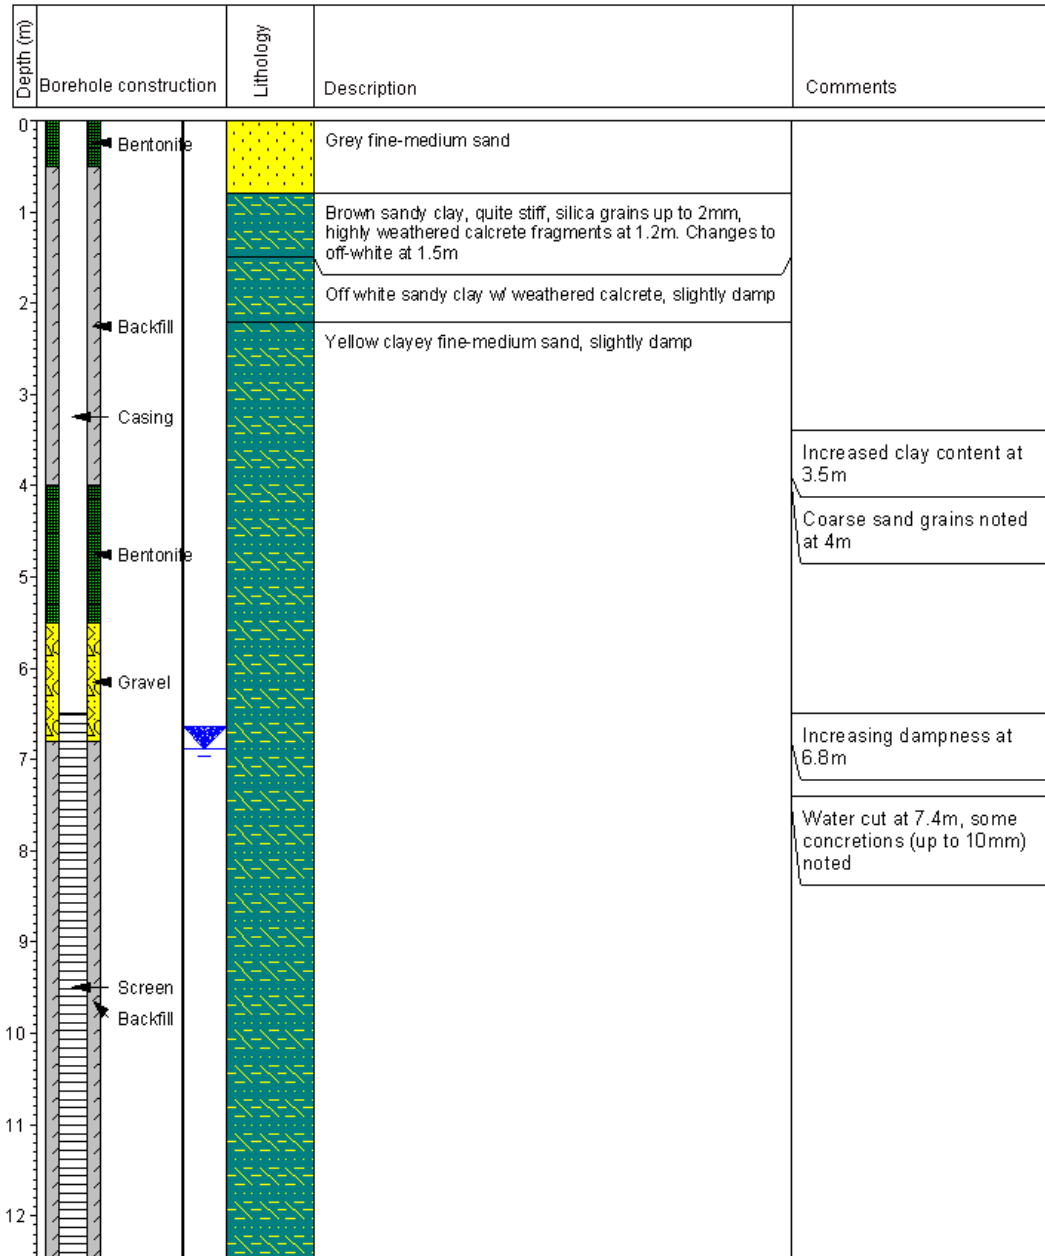 Depth (m)
Borehole construction
Lithology
Description
Comments
0
Bentonite
Grey fine-medium sand
1
Brown sandy clay, quite stiff, silica grains up to 2mm,
highly weathered calcrete fragments at 1.2m. Changes to
off-white at 1.5m
2
Off white sandy clay w/ weathered calcrete, slightly damp
Backfill
Yellow clayey fine-medium sand, slightly damp
3
Casing
Increased clay content at
3.5m
4
Coarse sand grains noted
at 4m
Bentonite
5
6
Gravel
Increasing dampness at
6.8m
7
Water cut at 7.4m, some
concretions (up to 10mm)
noted
8
9
Screen
Backfill
10
11
12